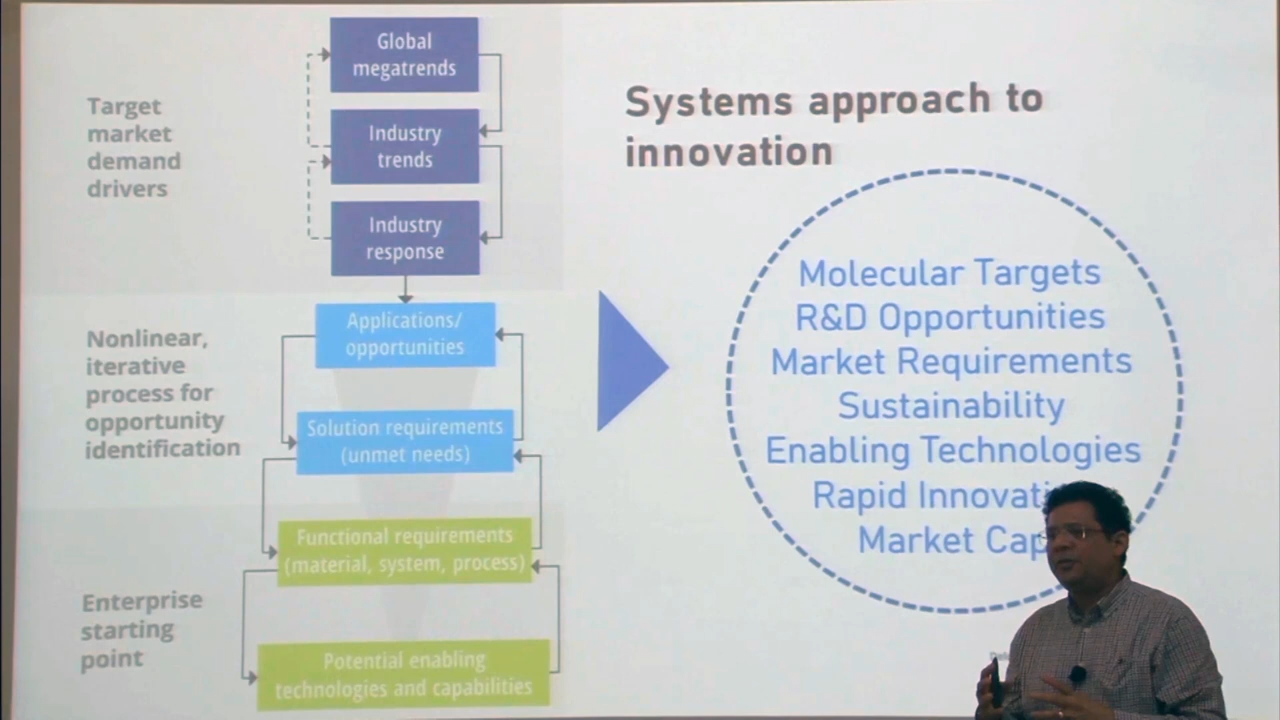 Target
market
demand
drivers
Global
megatrends
Industry
trends
Industry
response
Nonlinear,
iterative
process for
opportunity
identification
Applications/
opportunities
Solution requirements
(unmet needs)
Enterprise
starting
point
Functional requirements
(material, system, process)
Potential enabling
technologies and capabilities
Systems approach to
innovation
Molecular Targets
R&D Opportunities
Market Requirements
Sustainability
Enabling Technologies
Rapid
Market